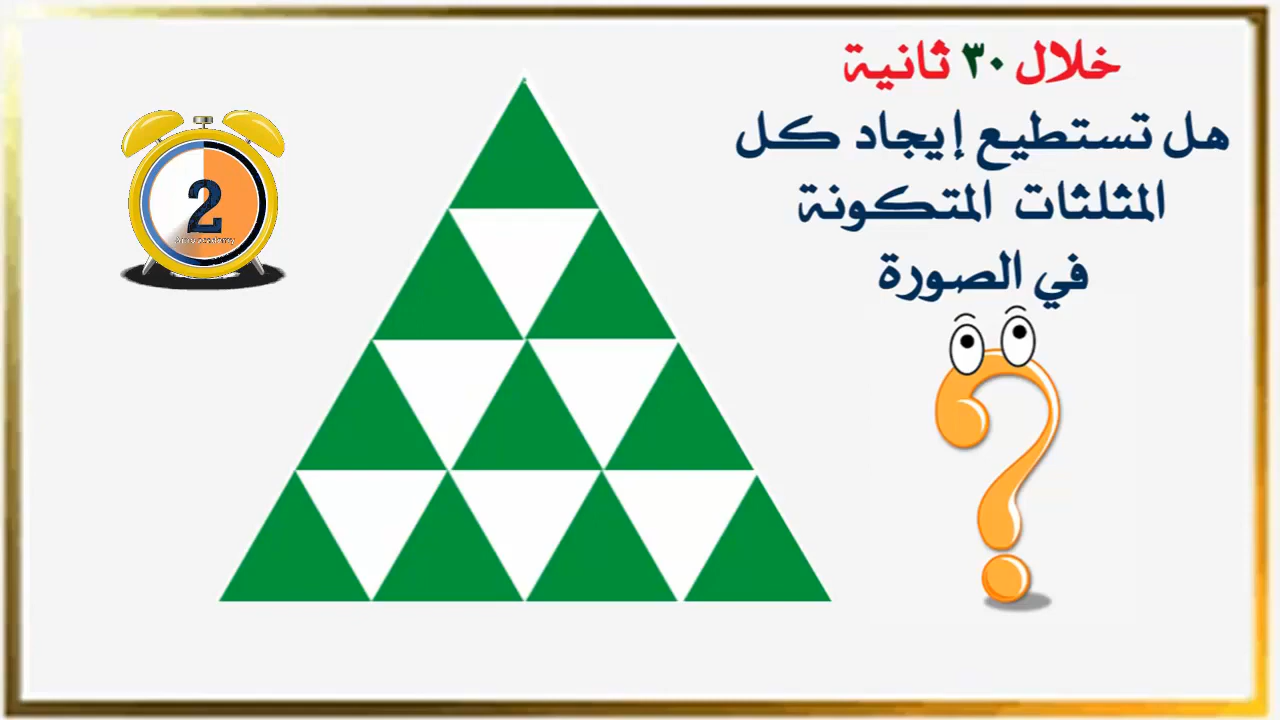 خلال ٣٠ ثانية
هل تستطيع إيجاد كل
المثلثات المتكونة
في الصورة
2